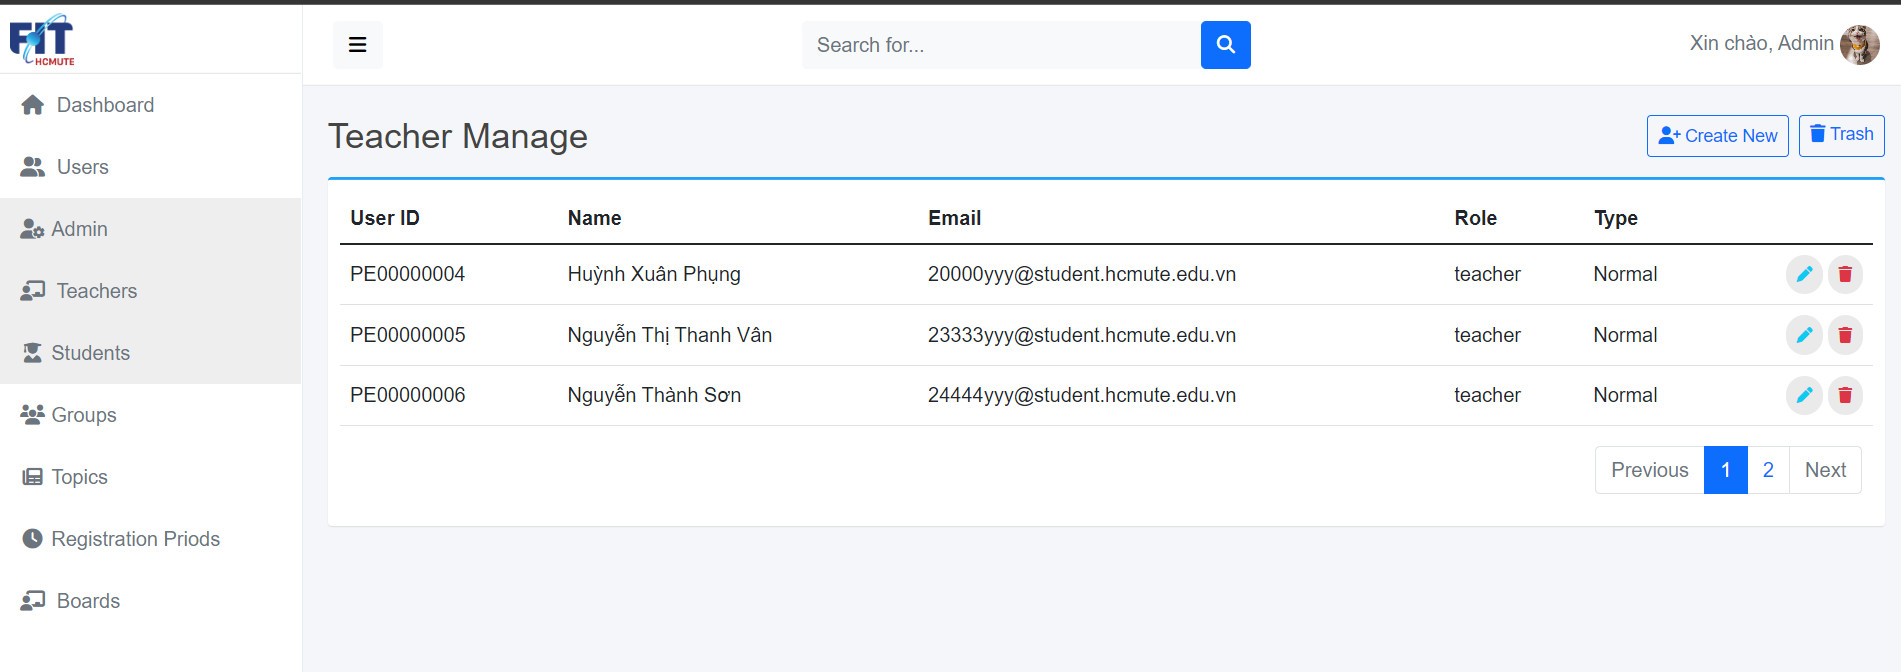 FIT
HCMUTE
Search for...
Xin chào, Admin
Dashboard
Users
Admin
Teachers
Students
Groups
Topics
Registration Priods
Boards
Teacher Manage
Create New
Trash
User ID Name Email Role Type
PE00000004 Huỳnh Xuân Phụng 20000yyy@student.hcmute.edu.vn teacher Normal
PE00000005 Nguyễn Thị Thanh Vân 23333yyy@student.hcmute.edu.vn teacher Normal
PE00000006 Nguyễn Thành Sơn 24444yyy@student.hcmute.edu.vn teacher Normal
Previous 1 2 Next